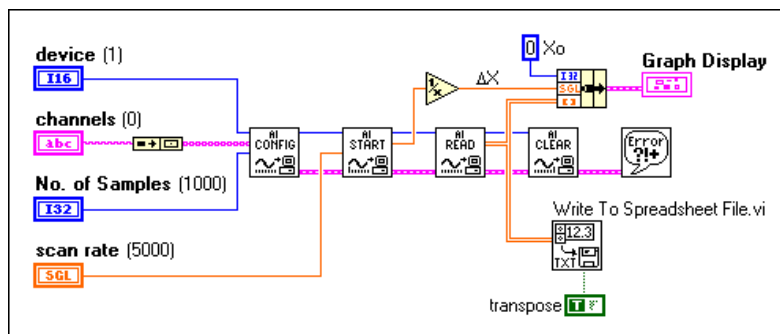 device (1)
I16
channels (0)
abc
No. of Samples (1000)
I32
scan rate (5000)
SGL
AI
CONFIG
AI
START
1/x
ΔX
AI
READ
0 Xo
I32
SGL
Graph Display
AI
CLEAR
Error
?!+
Write To Spreadsheet File.vi
12.3
TXT
transpose T F